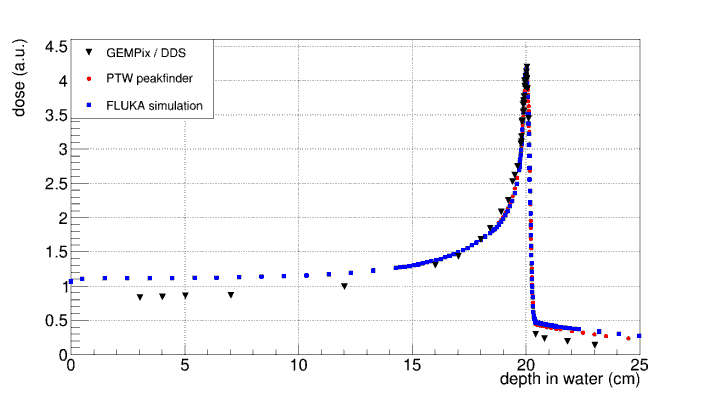 dose (a.u.)
4.5
4
3.5
3
2.5
2
1.5
1
0.5
0
GEMPix / DDS
PTW peakfinder
FLUKA simulation
0 5 10 15 20 25
depth in water (cm)